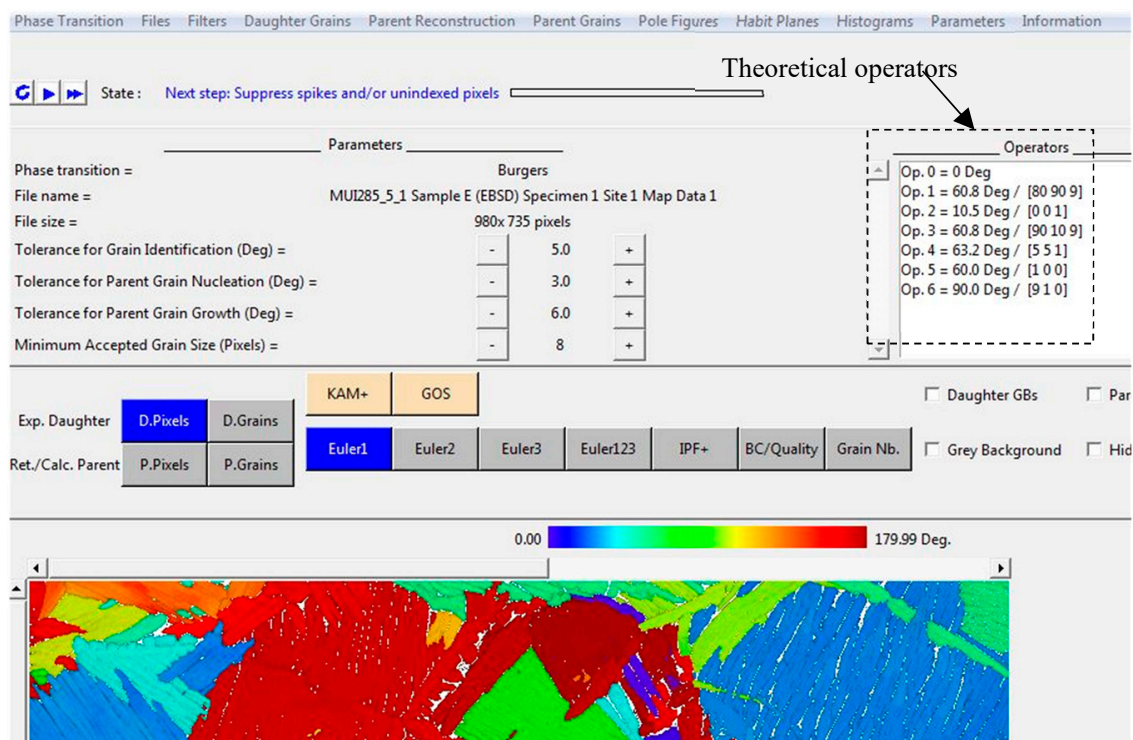 Phase Transition Files Filters Daughter Grains Parent Reconstruction Parent Grains Pole Figures Habit Planes Histograms Parameters Information
Theoretical operators
State : Next step: Suppress spikes and/or unindexed pixels
Parameters
Operators
Phase transition = Burgers
File name = MUI285_5_1 Sample E (EBSD) Specimen 1 Site 1 Map Data 1
File size = 980x 735 pixels
Tolerance for Grain Identification (Deg) = - 5.0 +
Tolerance for Parent Grain Nucleation (Deg) = - 3.0 +
Tolerance for Parent Grain Growth (Deg) = - 6.0 +
Minimum Accepted Grain Size (Pixels) = - 8 +
Op. 0 = 0 Deg
Op. 1 = 60.8 Deg / [80 90 9]
Op. 2 = 10.5 Deg / [0 0 1]
Op. 3 = 60.8 Deg / [90 10 9]
Op. 4 = 63.2 Deg / [5 5 1]
Op. 5 = 60.0 Deg / [1 0 0]
Op. 6 = 90.0 Deg / [9 1 0]
KAM+ GOS
Daughter GBs Par
Exp. Daughter D.Pixels D.Grains
Euler1 Euler2 Euler3 Euler123 IPF+ BC/Quality Grain Nb.
Grey Background Hid
Ret./Calc. Parent P.Pixels P.Grains
0.00 179.99 Deg.